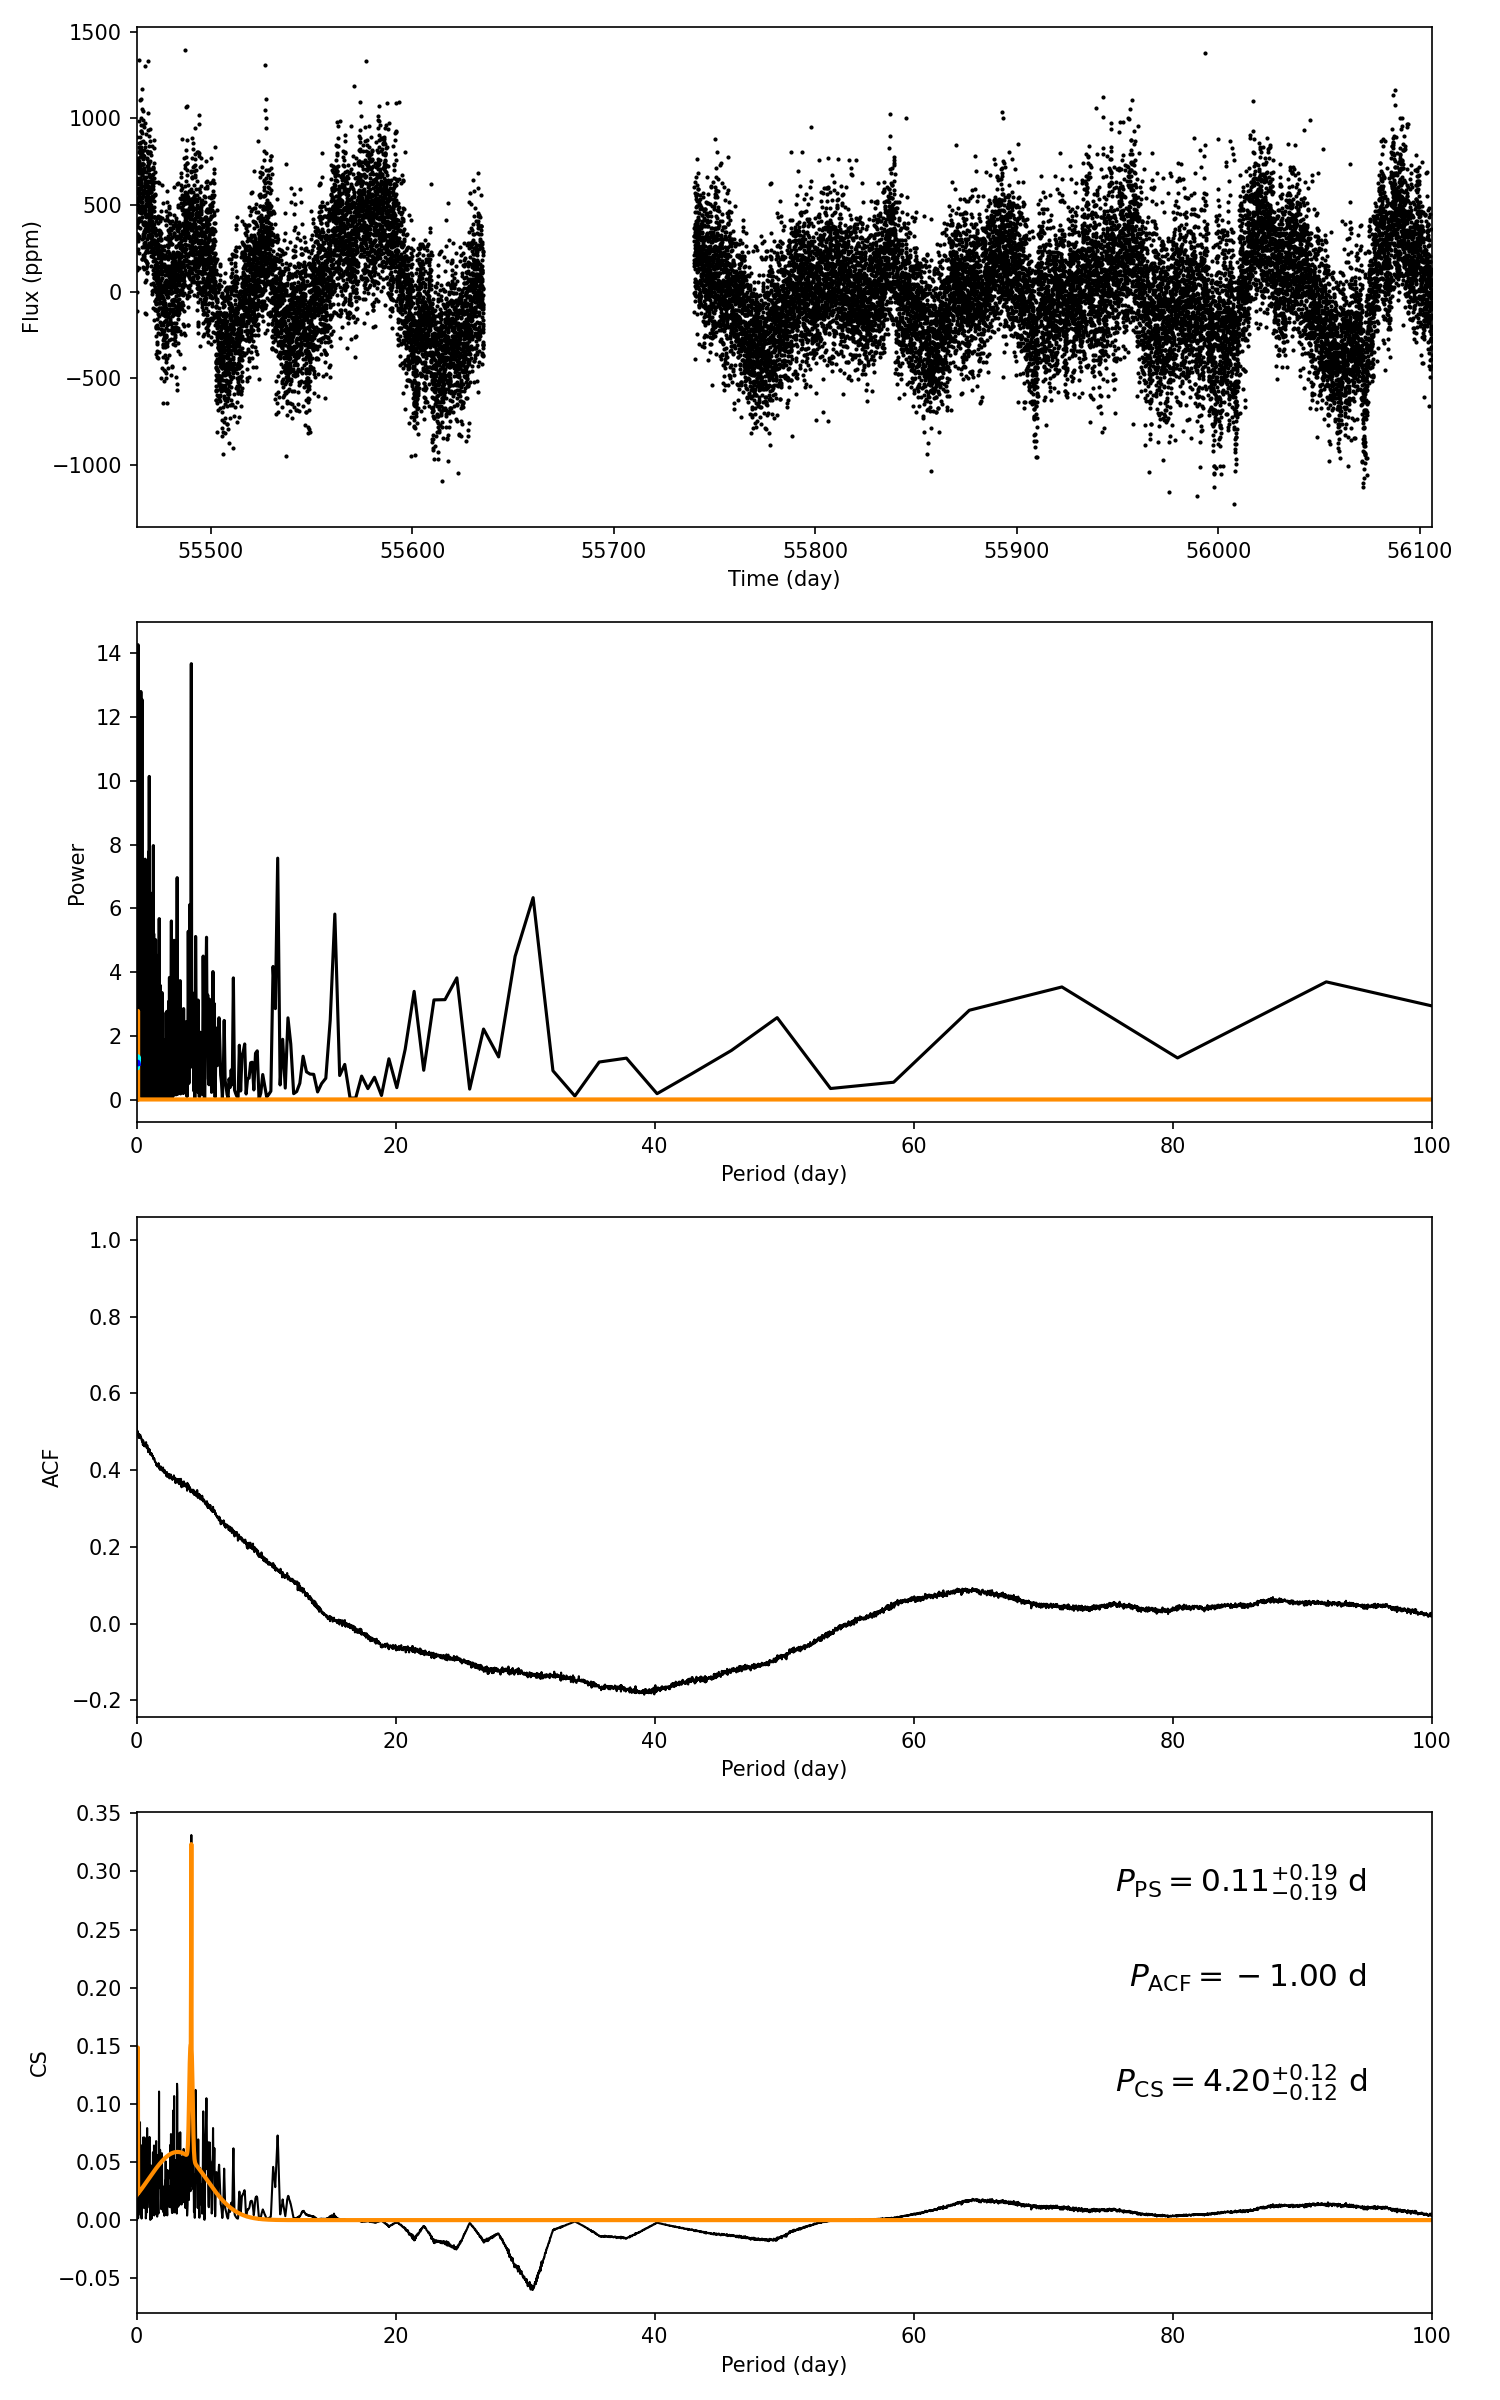 1500
1000
500
0
−500
−1000
Flux (ppm)
55500 55600 55700 55800 55900 56000 56100
Time (day)
14
12
10
8
6
4
2
0
Power
0 20 40 60 80 100
Period (day)
1.0
0.8
0.6
0.4
0.2
0.0
−0.2
ACF
0 20 40 60 80 100
Period (day)
0.35
0.30
0.25
0.20
0.15
0.10
0.05
0.00
−0.05
CS
P_PS = 0.11^{+0.19}_{−0.19} d
P_ACF = −1.00 d
P_CS = 4.20^{+0.12}_{−0.12} d
0 20 40 60 80 100
Period (day)